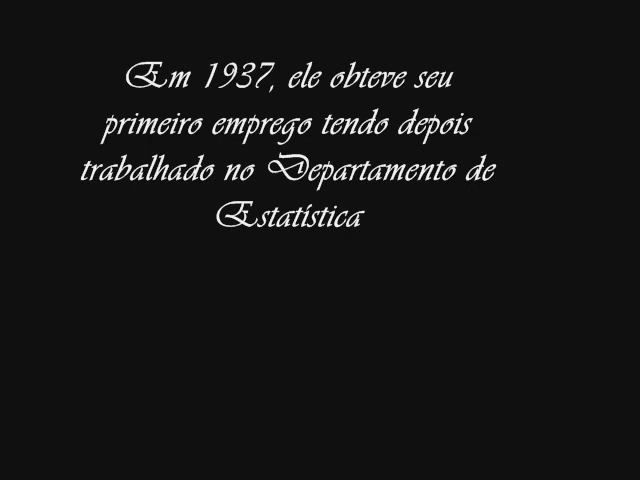 Em 1937, ele obteve seu
primeiro emprego tendo depois
trabalhado no Departamento de
Estatística